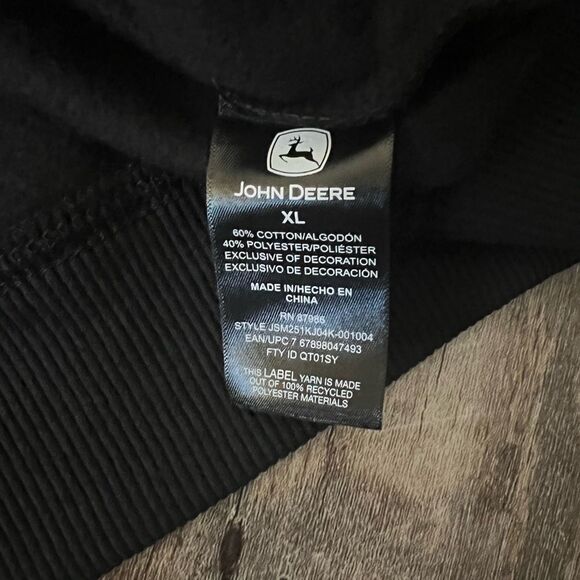 JOHN DEERE
XL
60% COTTON/ALGODÓN
40% POLYESTER/POLIÉSTER
EXCLUSIVE OF DECORATION
EXCLUSIVO DE DECORACIÓN
MADE IN/HECHO EN
CHINA
RN 87986
STYLE JSM251KJ04K-001004
EAN/UPC 7 67898047493
FTY ID QT01SY
THIS LABEL YARN IS MADE
OUT OF 100% RECYCLED
POLYESTER MATERIALS